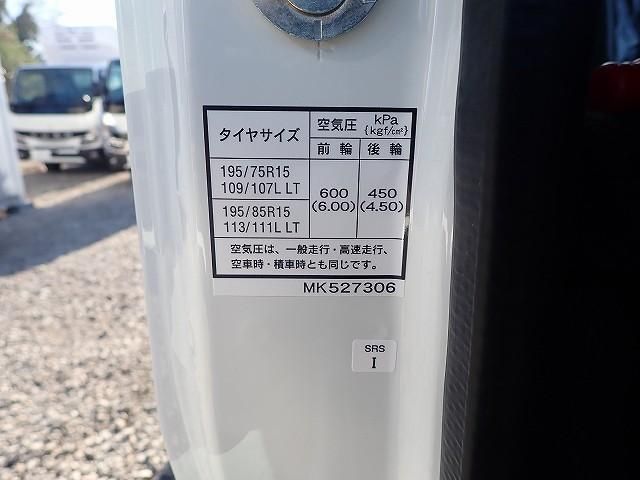 タイヤサイズ
空気圧 kPa {kgf/cm²}
前輪 後輪
195/75R15
109/107L LT
195/85R15
113/111L LT
600 (6.00)
450 (4.50)
空気圧は、一般走行・高速走行、
空車時・積車時とも同じです。
MK527306
SRS
I